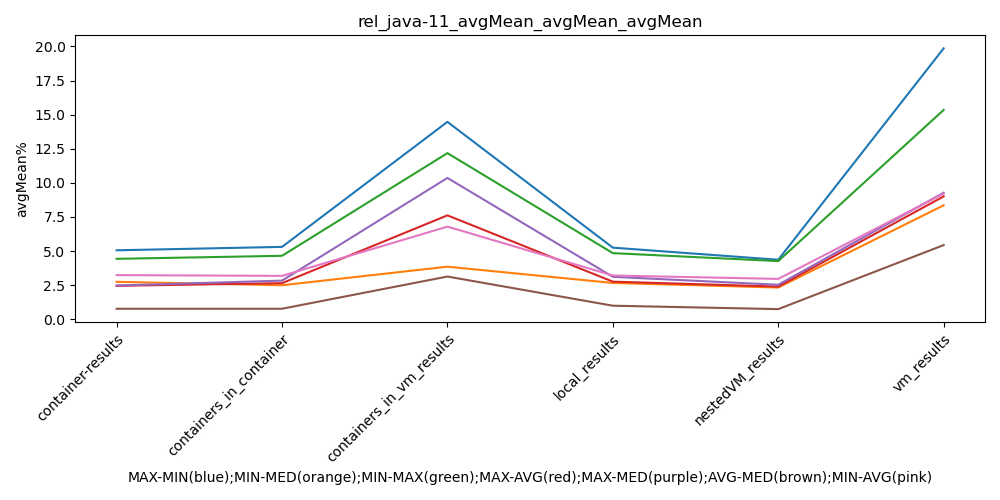 rel_java-11_avgMean_avgMean_avgMean
avgMean%
20.0
17.5
15.0
12.5
10.0
7.5
5.0
2.5
0.0
container-results
containers_in_container
containers_in_vm_results
local_results
nestedVM_results
vm_results
MAX-MIN(blue);MIN-MED(orange);MIN-MAX(green);MAX-AVG(red);MAX-MED(purple);AVG-MED(brown);MIN-AVG(pink)